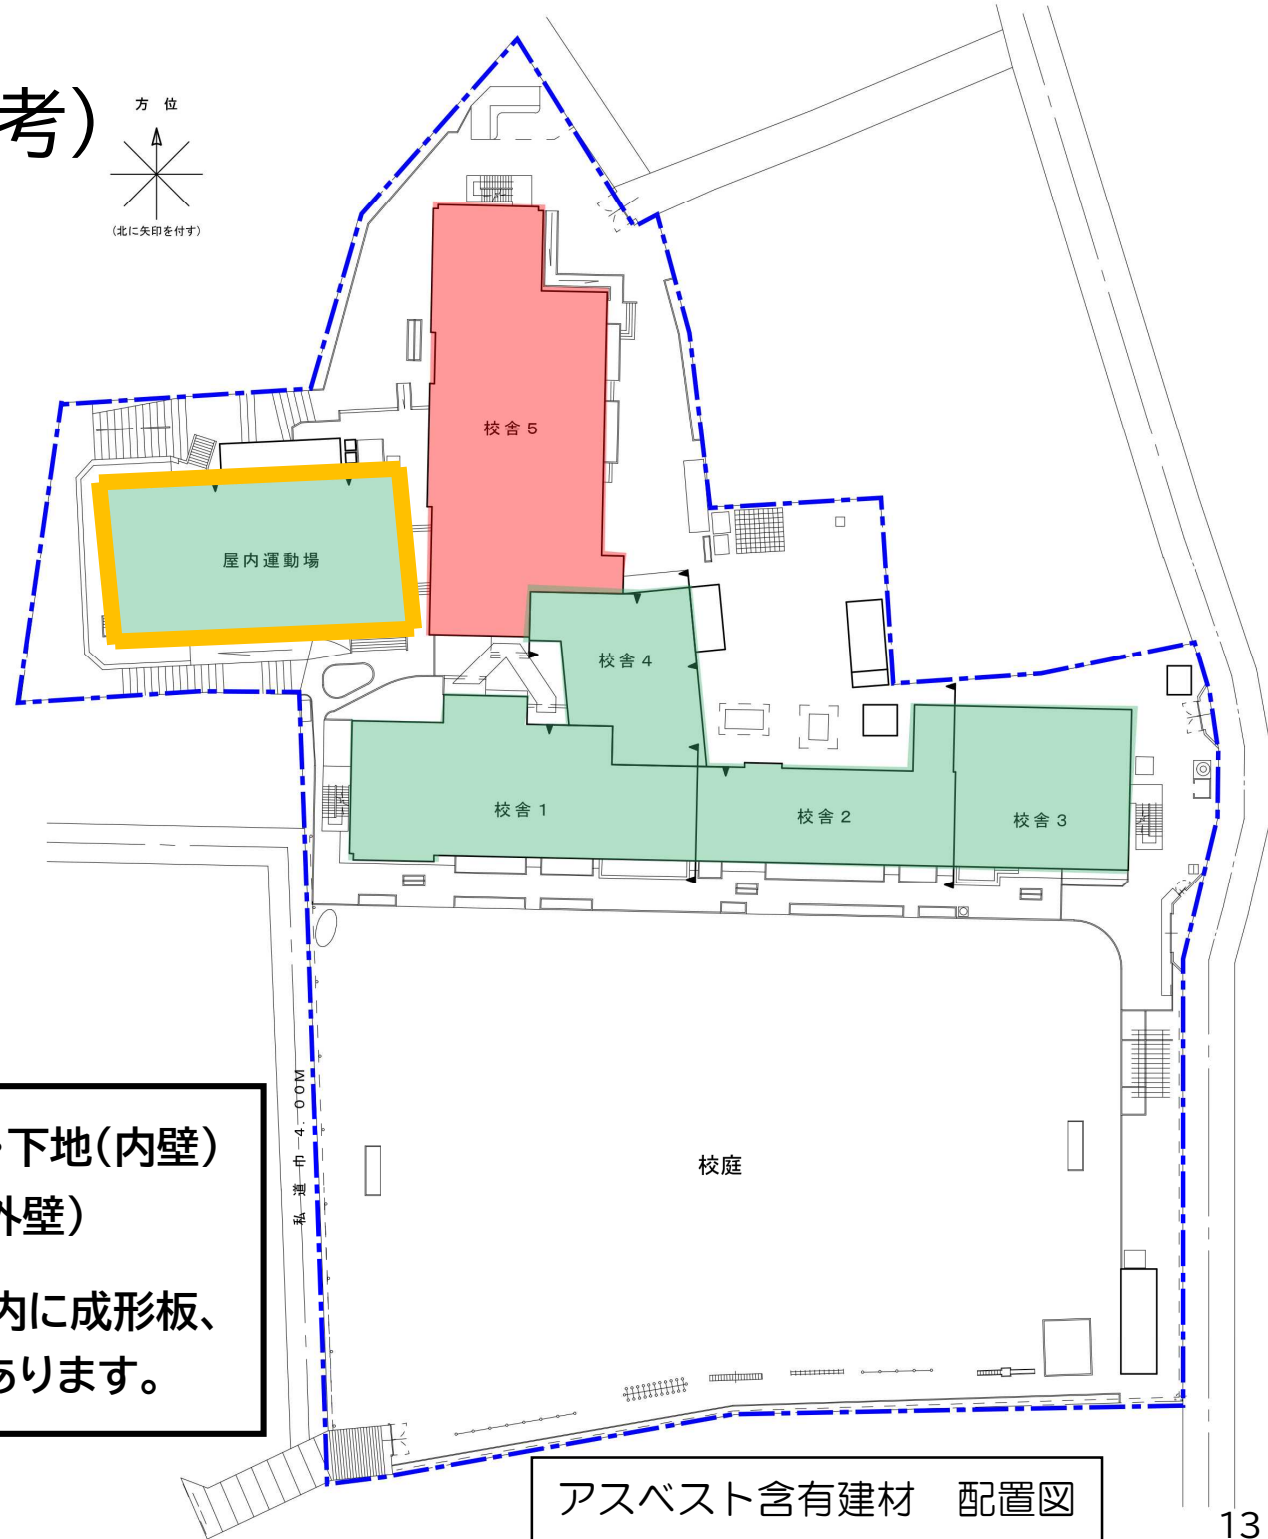 考）
方 位
(北に矢印を付す)
校舎５
屋内運動場
校舎４
校舎１
校舎２
校舎３
私道巾 4.00M
校庭
・下地（内壁）
外壁）
内に成形板、
あります。
アスベスト含有建材　配置図
13